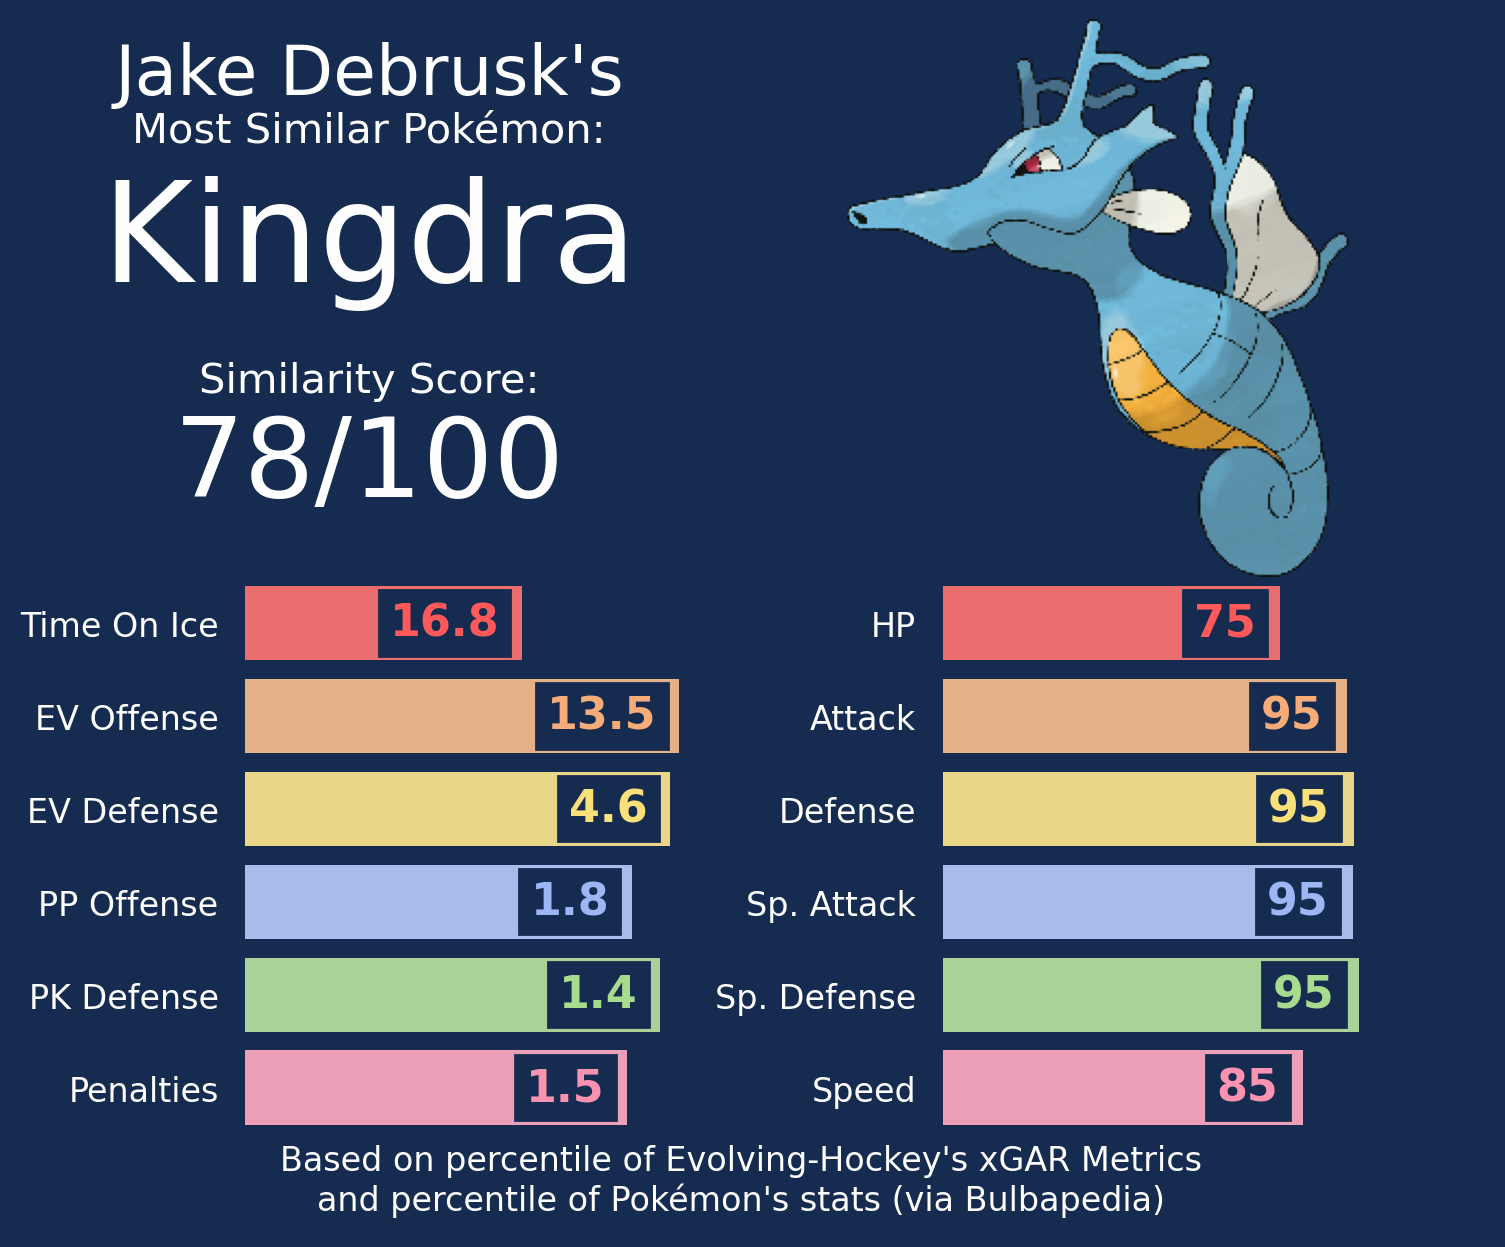 Jake Debrusk's
Most Similar Pokémon:
Kingdra
Similarity Score:
78/100
Time On Ice 16.8
EV Offense 13.5
EV Defense 4.6
PP Offense 1.8
PK Defense 1.4
Penalties 1.5
HP 75
Attack 95
Defense 95
Sp. Attack 95
Sp. Defense 95
Speed 85
Based on percentile of Evolving-Hockey's xGAR Metrics
and percentile of Pokémon's stats (via Bulbapedia)